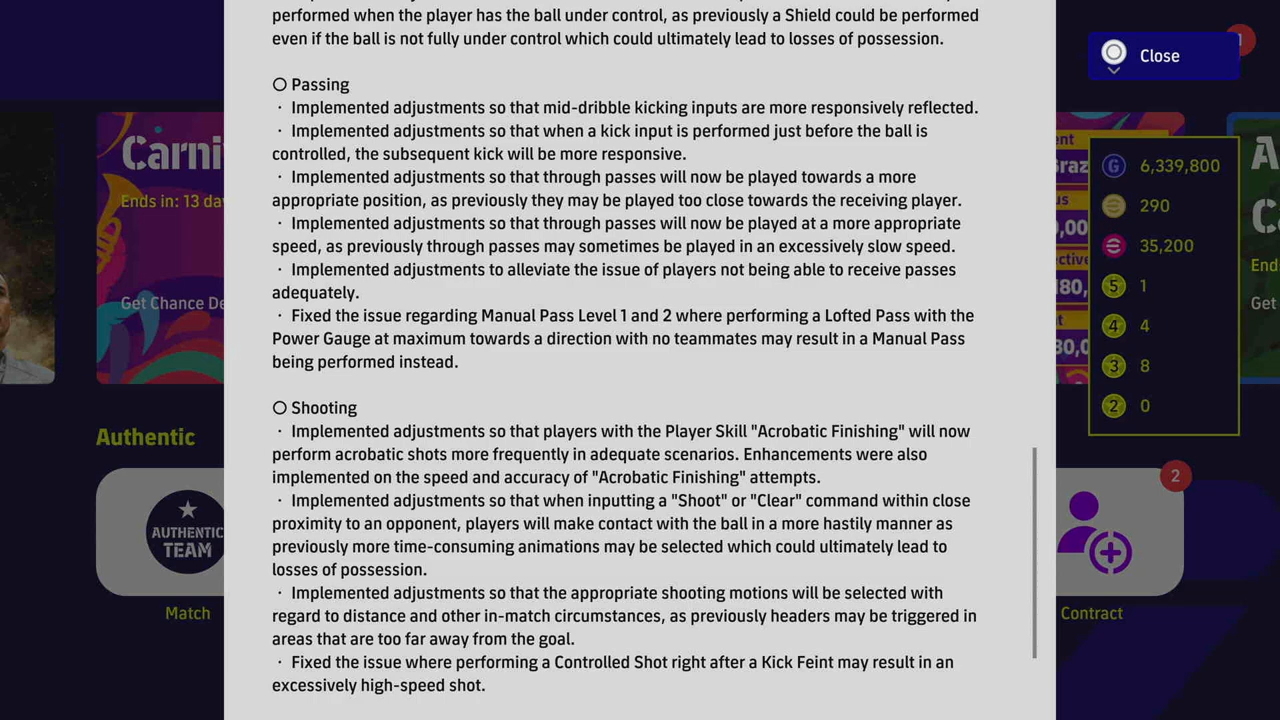 performed when the player has the ball under control, as previously a Shield could be performed
even if the ball is not fully under control which could ultimately lead to losses of possession.
Close
○ Passing
· Implemented adjustments so that mid-dribble kicking inputs are more responsively reflected.
· Implemented adjustments so that when a kick input is performed just before the ball is
controlled, the subsequent kick will be more responsive.
· Implemented adjustments so that through passes will now be played towards a more
appropriate position, as previously they may be played too close towards the receiving player.
· Implemented adjustments so that through passes will now be played at a more appropriate
speed, as previously through passes may sometimes be played in an excessively slow speed.
· Implemented adjustments to alleviate the issue of players not being able to receive passes
adequately.
· Fixed the issue regarding Manual Pass Level 1 and 2 where performing a Lofted Pass with the
Power Gauge at maximum towards a direction with no teammates may result in a Manual Pass
being performed instead.
○ Shooting
· Implemented adjustments so that players with the Player Skill "Acrobatic Finishing" will now
perform acrobatic shots more frequently in adequate scenarios. Enhancements were also
implemented on the speed and accuracy of "Acrobatic Finishing" attempts.
· Implemented adjustments so that when inputting a "Shoot" or "Clear" command within close
proximity to an opponent, players will make contact with the ball in a more hastily manner as
previously more time-consuming animations may be selected which could ultimately lead to
losses of possession.
· Implemented adjustments so that the appropriate shooting motions will be selected with
regard to distance and other in-match circumstances, as previously headers may be triggered in
areas that are too far away from the goal.
· Fixed the issue where performing a Controlled Shot right after a Kick Feint may result in an
excessively high-speed shot.
Carni
Ends in: 13 da
Get Chance De
Authentic
AUTHENTIC
TEAM
Match
G 6,339,800
290
35,200
5 1
4 4
3 8
2 0
End
Get
2
Contract